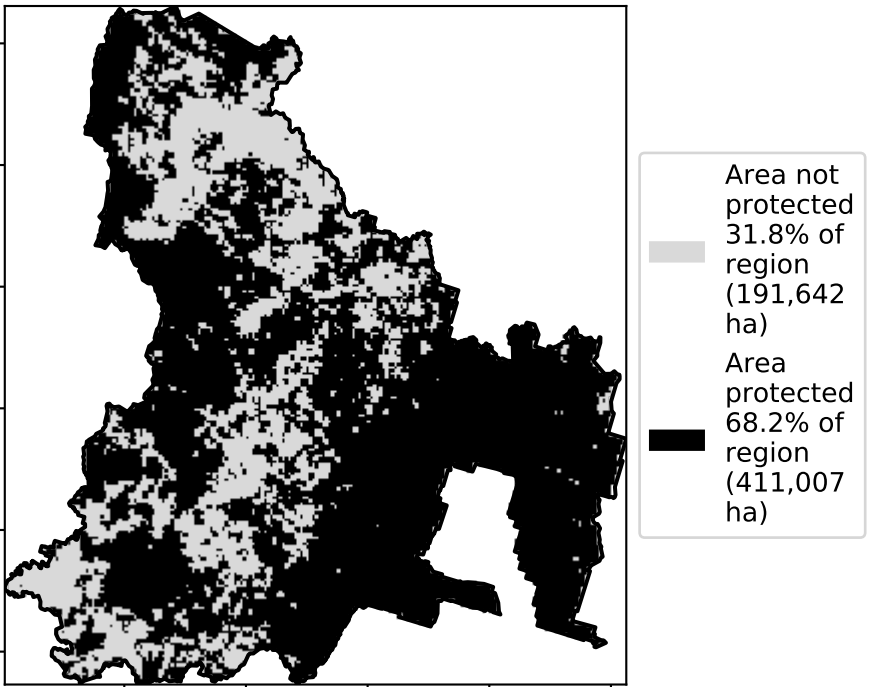 Area not
protected
31.8% of
region
(191,642
ha)
Area
protected
68.2% of
region
(411,007
ha)